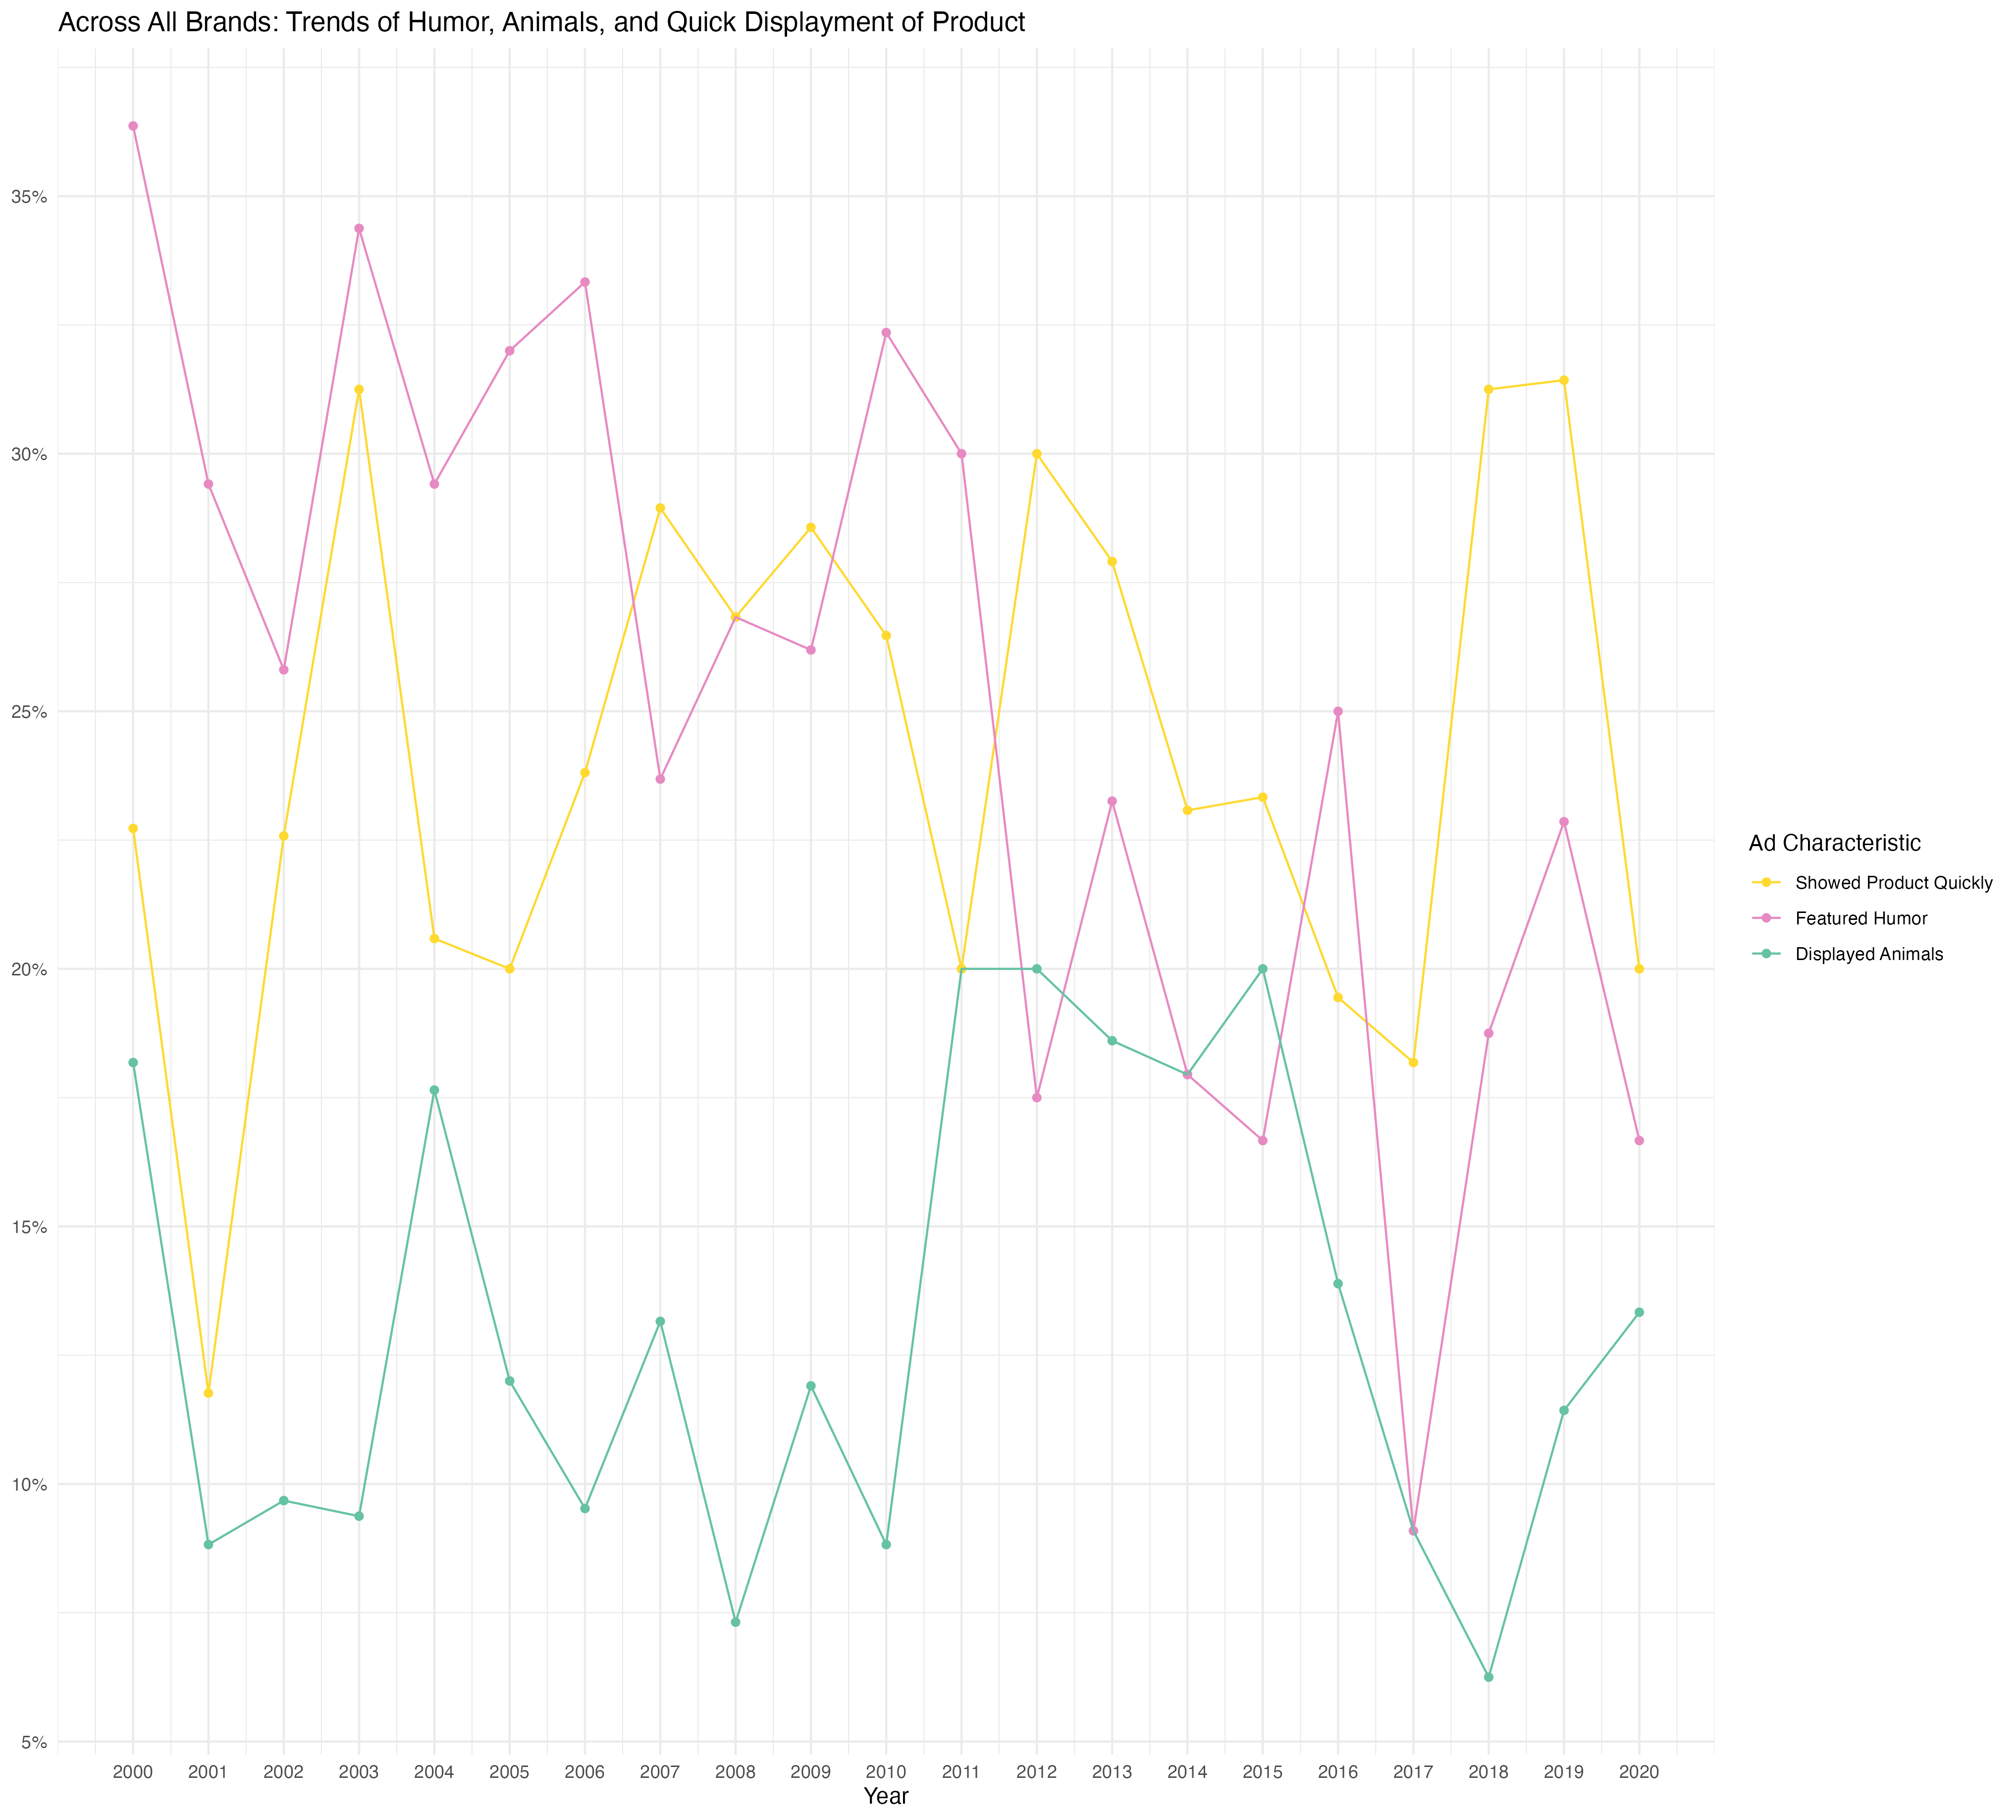 Across All Brands: Trends of Humor, Animals, and Quick Displayment of Product
35%
30%
25%
20%
15%
10%
5%
2000 2001 2002 2003 2004 2005 2006 2007 2008 2009 2010 2011 2012 2013 2014 2015 2016 2017 2018 2019 2020
Year
Ad Characteristic
Showed Product Quickly
Featured Humor
Displayed Animals